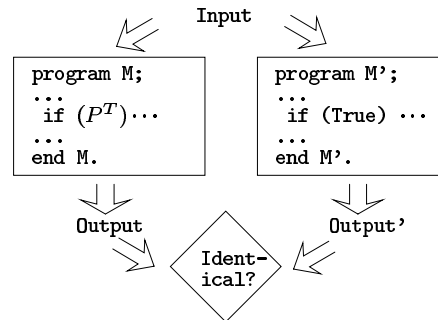 Input
program M;
...
if (P^T)...
...
end M.
program M';
...
if (True) ...
...
end M'.
Output
Output'
Ident-
ical?